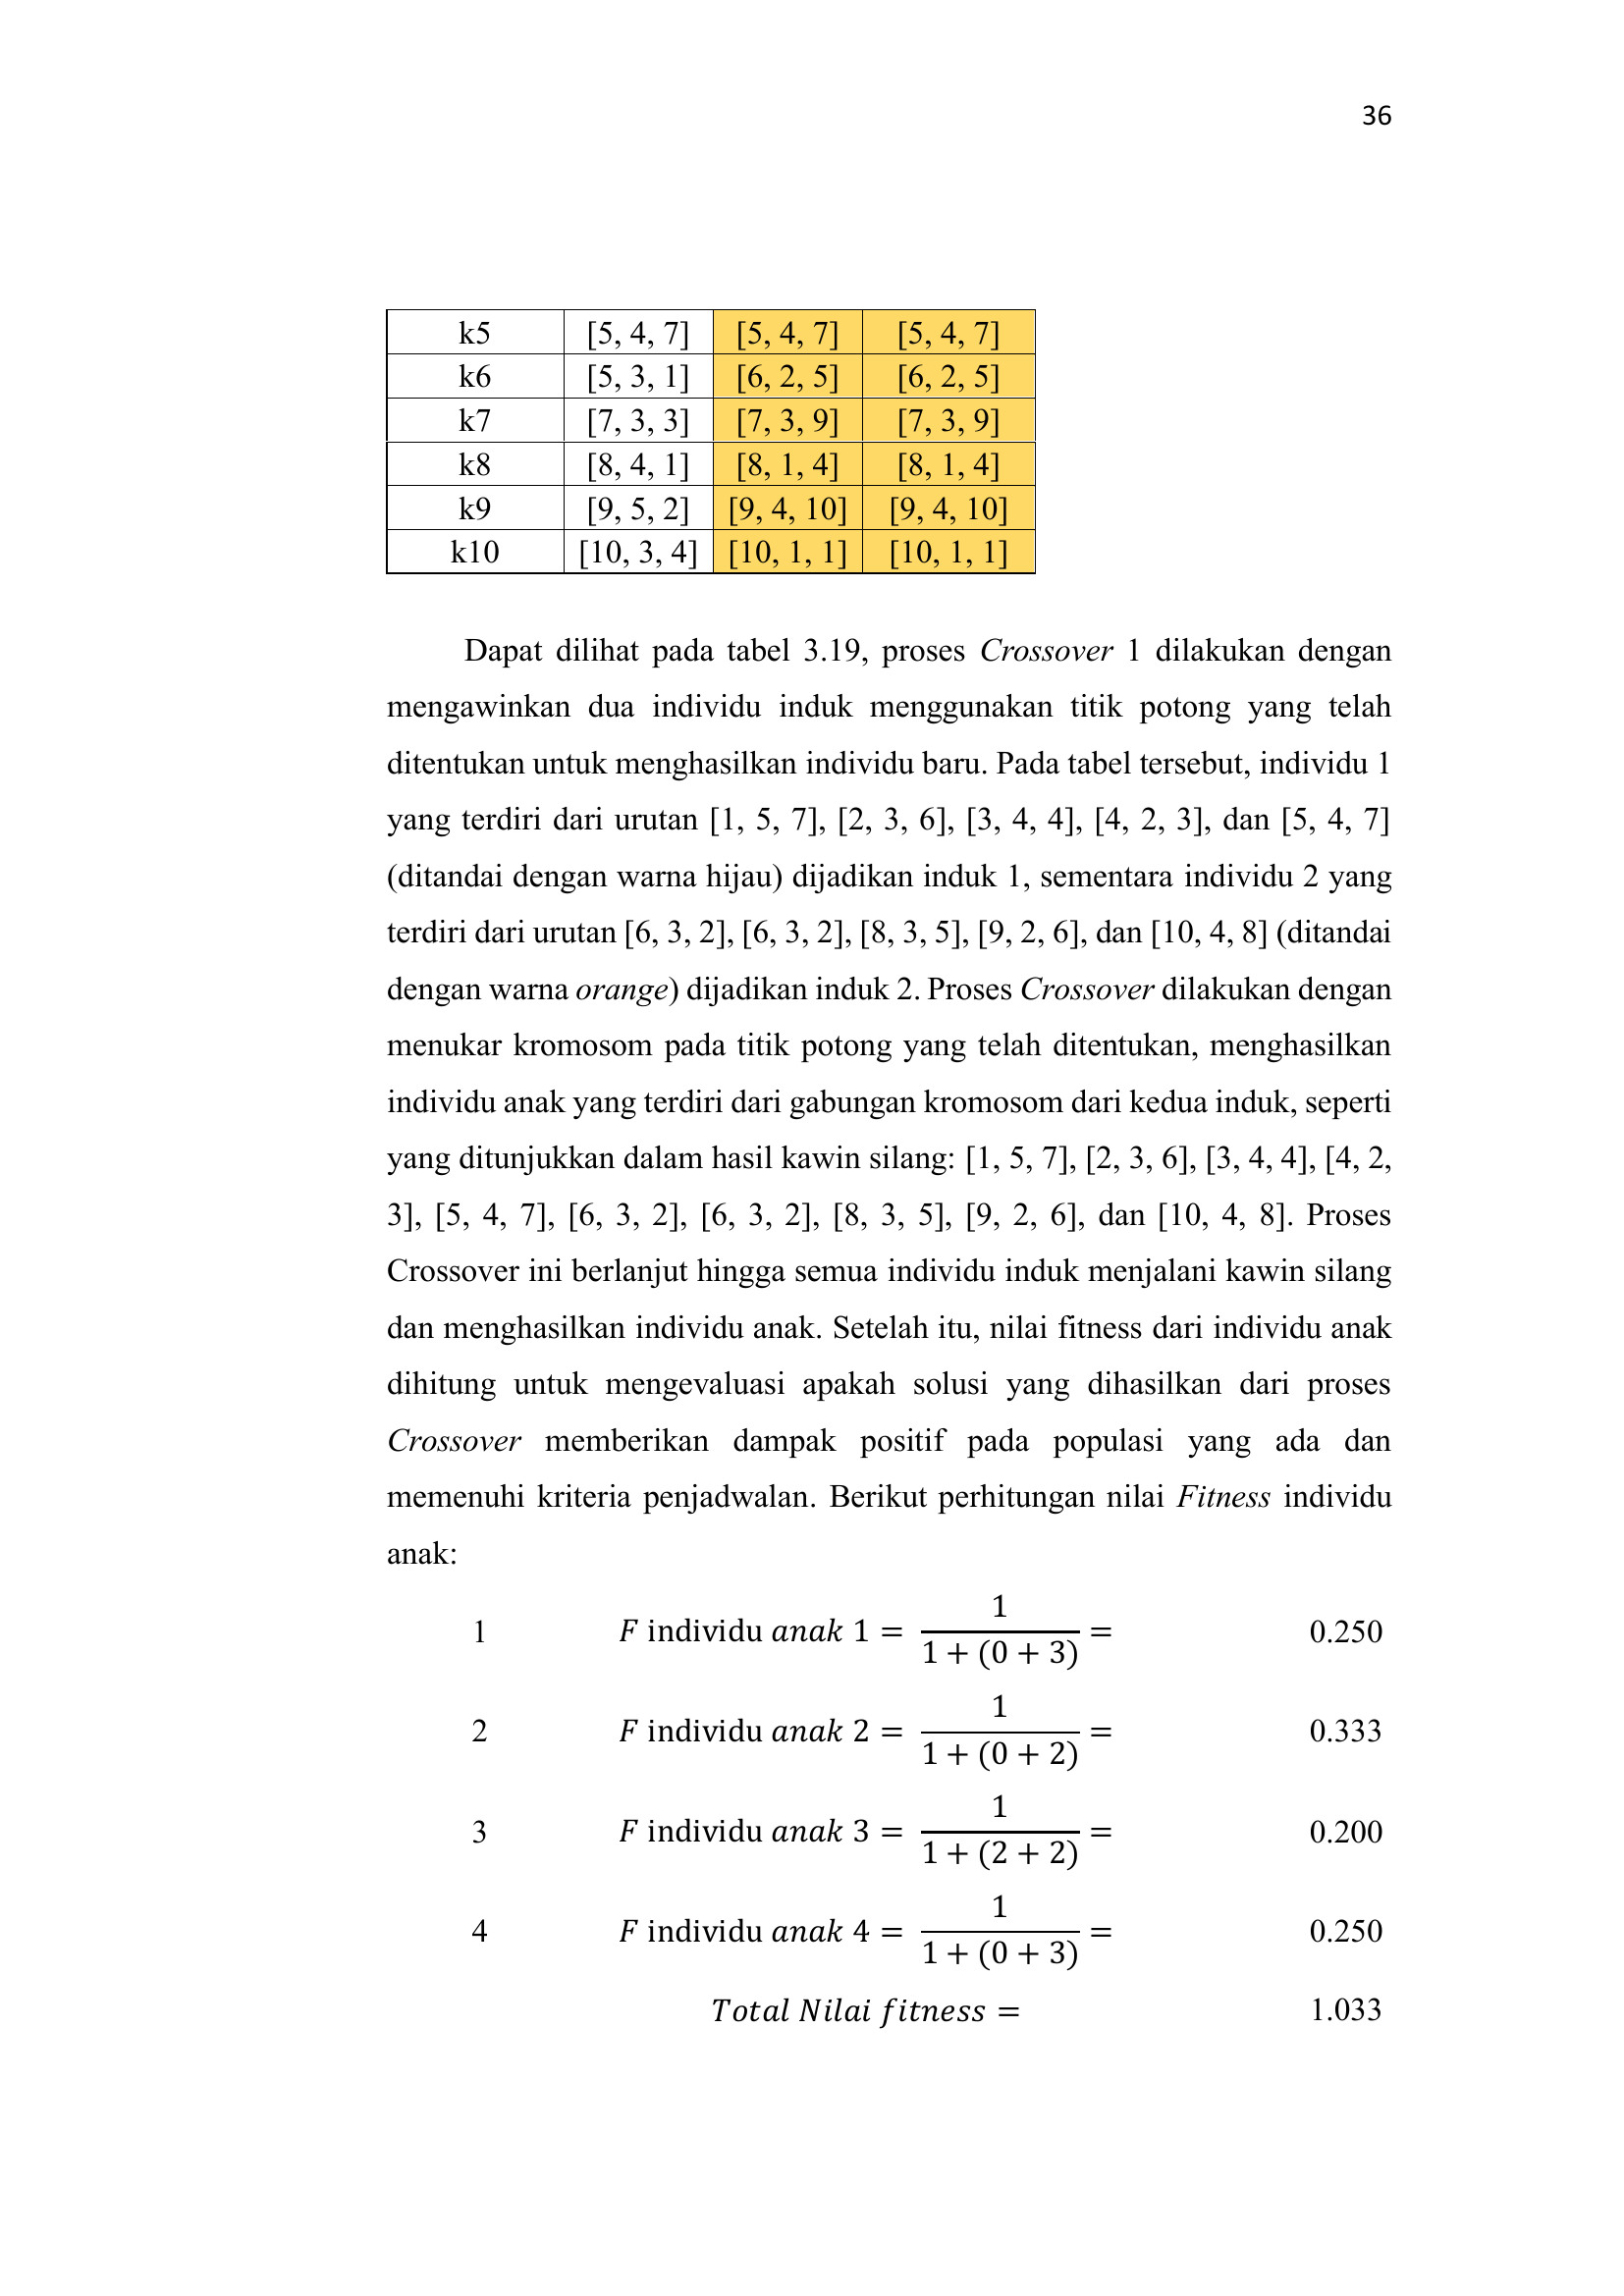 36
k5 [5, 4, 7] [5, 4, 7] [5, 4, 7]
k6 [5, 3, 1] [6, 2, 5] [6, 2, 5]
k7 [7, 3, 3] [7, 3, 9] [7, 3, 9]
k8 [8, 4, 1] [8, 1, 4] [8, 1, 4]
k9 [9, 5, 2] [9, 4, 10] [9, 4, 10]
k10 [10, 3, 4] [10, 1, 1] [10, 1, 1]
Dapat dilihat pada tabel 3.19, proses Crossover 1 dilakukan dengan
mengawinkan dua individu induk menggunakan titik potong yang telah
ditentukan untuk menghasilkan individu baru. Pada tabel tersebut, individu 1
yang terdiri dari urutan [1, 5, 7], [2, 3, 6], [3, 4, 4], [4, 2, 3], dan [5, 4, 7]
(ditandai dengan warna hijau) dijadikan induk 1, sementara individu 2 yang
terdiri dari urutan [6, 3, 2], [6, 3, 2], [8, 3, 5], [9, 2, 6], dan [10, 4, 8] (ditandai
dengan warna orange) dijadikan induk 2. Proses Crossover dilakukan dengan
menukar kromosom pada titik potong yang telah ditentukan, menghasilkan
individu anak yang terdiri dari gabungan kromosom dari kedua induk, seperti
yang ditunjukkan dalam hasil kawin silang: [1, 5, 7], [2, 3, 6], [3, 4, 4], [4, 2,
3], [5, 4, 7], [6, 3, 2], [6, 3, 2], [8, 3, 5], [9, 2, 6], dan [10, 4, 8]. Proses
Crossover ini berlanjut hingga semua individu induk menjalani kawin silang
dan menghasilkan individu anak. Setelah itu, nilai fitness dari individu anak
dihitung untuk mengevaluasi apakah solusi yang dihasilkan dari proses
Crossover memberikan dampak positif pada populasi yang ada dan
memenuhi kriteria penjadwalan. Berikut perhitungan nilai Fitness individu
anak:
1 F individu anak 1 = 1 / 1 + (0 + 3) = 0.250
2 F individu anak 2 = 1 / 1 + (0 + 2) = 0.333
3 F individu anak 3 = 1 / 1 + (2 + 2) = 0.200
4 F individu anak 4 = 1 / 1 + (0 + 3) = 0.250
Total Nilai fitness = 1.033